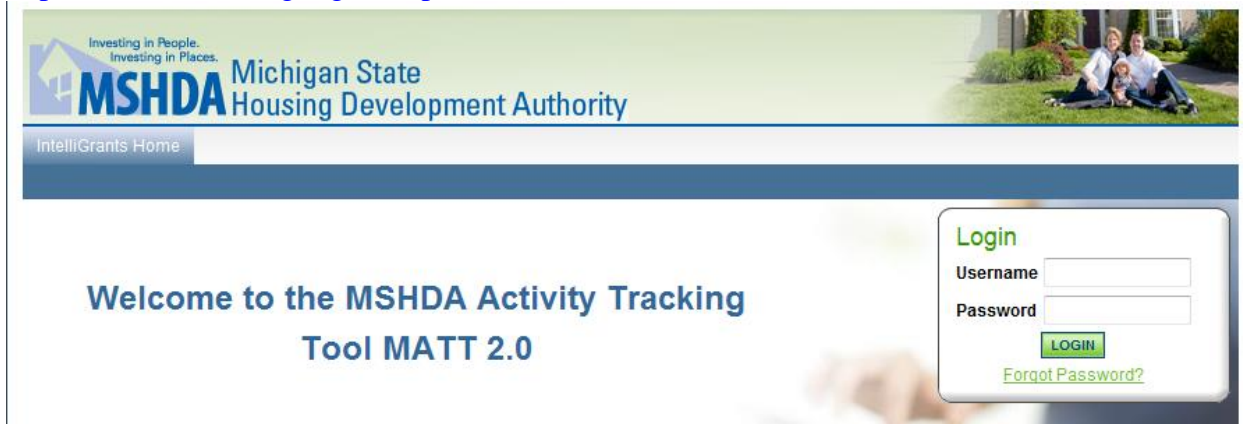 Investing in People.
Investing in Places.
MSHDA
Michigan State
Housing Development Authority
IntelliGrants Home
Welcome to the MSHDA Activity Tracking
Tool MATT 2.0
Login
Username
Password
LOGIN
Forgot Password?